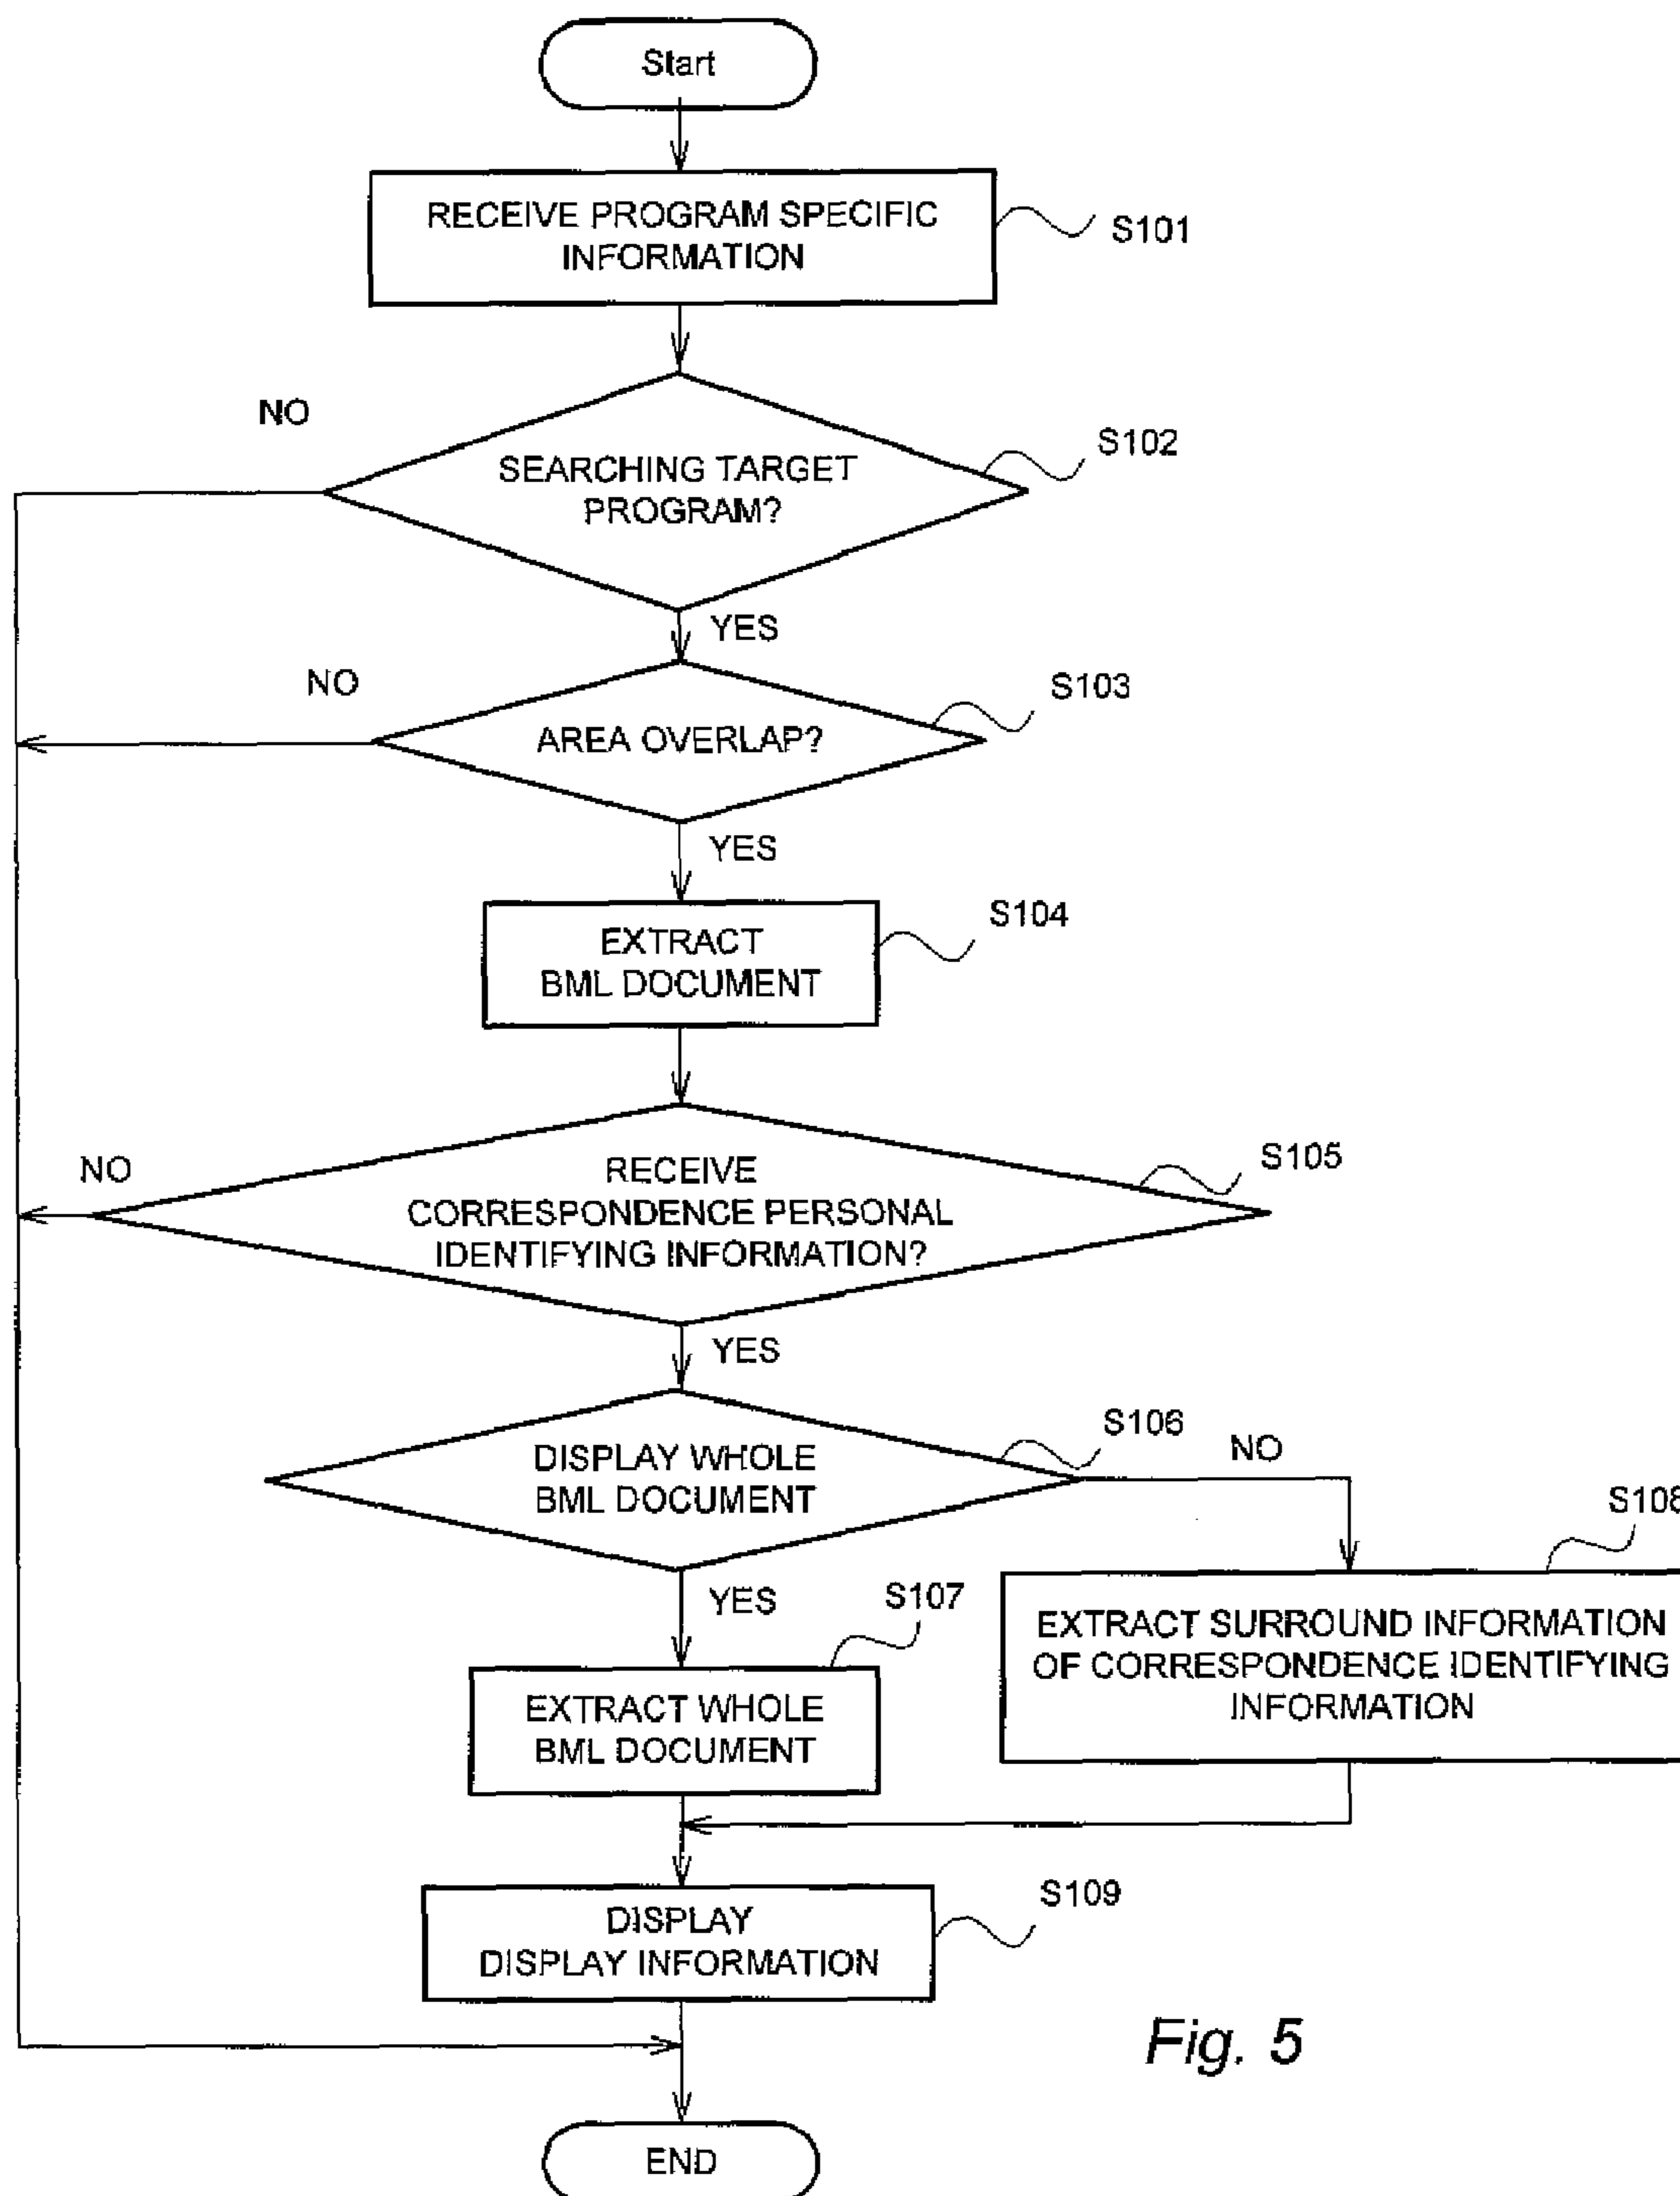 Start
RECEIVE PROGRAM SPECIFIC
INFORMATION
S101
NO
SEARCHING TARGET
PROGRAM?
S102
YES
NO
AREA OVERLAP?
S103
YES
EXTRACT
BML DOCUMENT
S104
NO
RECEIVE
CORRESPONDENCE PERSONAL
IDENTIFYING INFORMATION?
S105
YES
DISPLAY WHOLE
BML DOCUMENT
S106
NO
YES
S107
EXTRACT WHOLE
BML DOCUMENT
S108
EXTRACT SURROUND INFORMATION
OF CORRESPONDENCE IDENTIFYING
INFORMATION
DISPLAY
DISPLAY INFORMATION
S109
Fig. 5
END